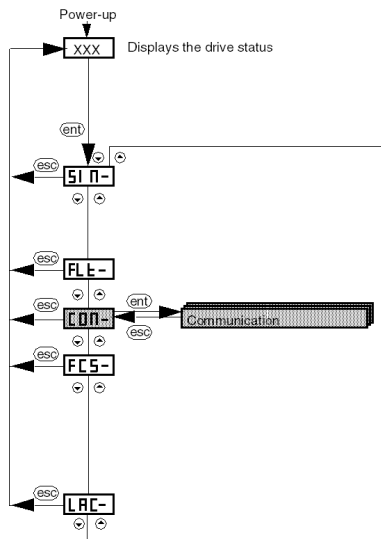 Power-up
XXX Displays the drive status
ent
esc
SIM-
esc
FLt-
esc COM- ent Communication
esc
esc
FCS-
esc
LAC-